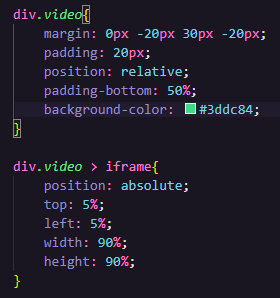 div.video{
    margin: 0px -20px 30px -20px;
    padding: 20px;
    position: relative;
    padding-bottom: 50%;
    background-color: #3ddc84;
}

div.video > iframe{
    position: absolute;
    top: 5%;
    left: 5%;
    width: 90%;
    height: 90%;
}